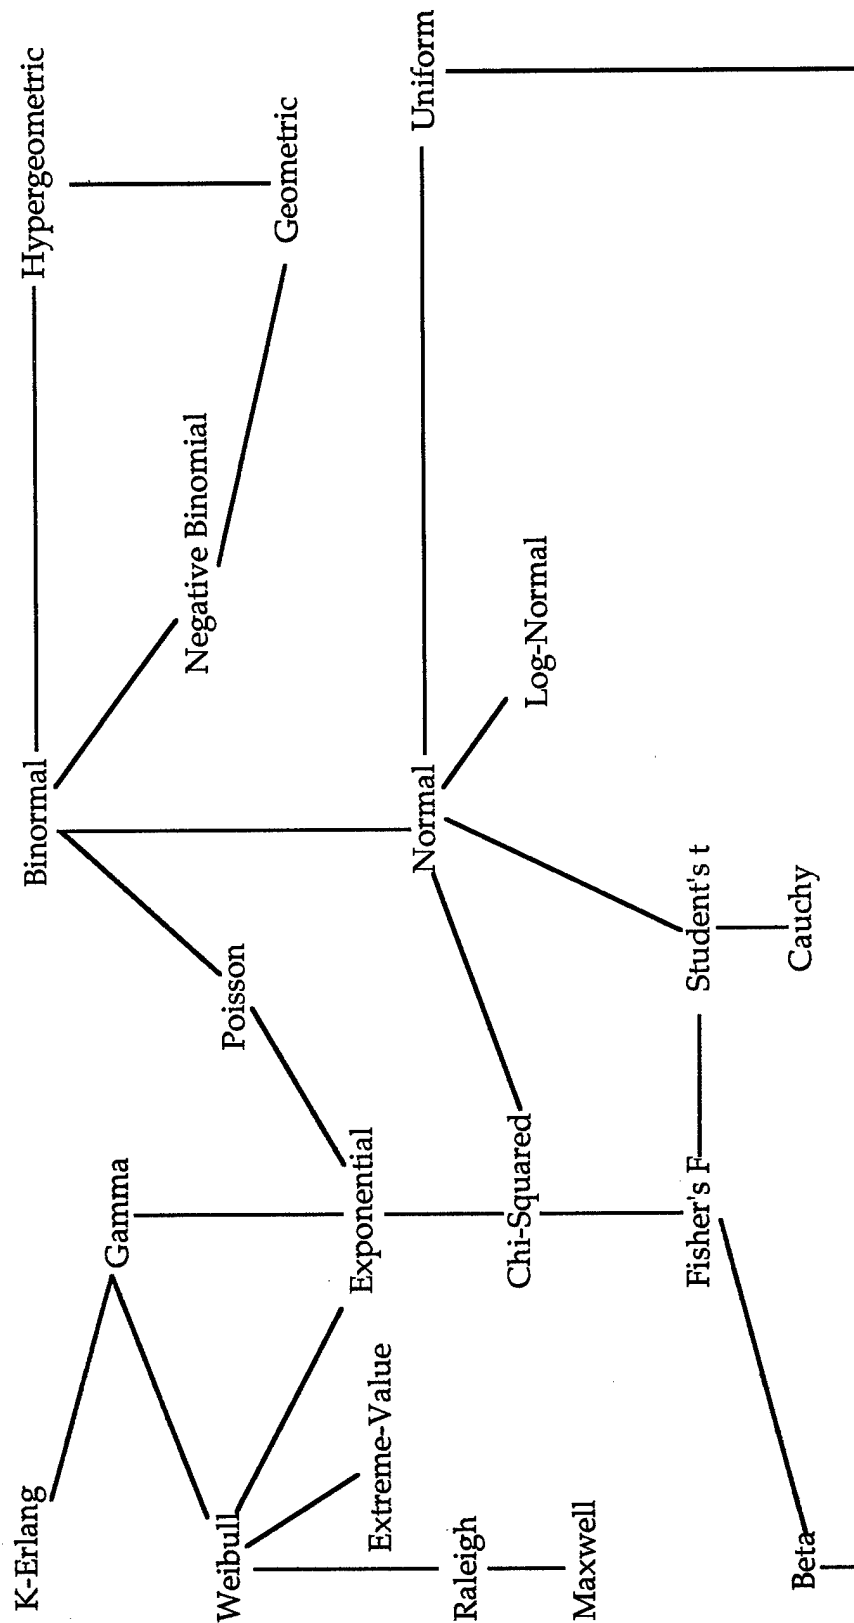 K-Erlang
Gamma
Binormal
Hypergeometric
Weibull
Poisson
Negative Binomial
Geometric
Extreme-Value
Exponential
Normal
Uniform
Raleigh
Chi-Squared
Log-Normal
Maxwell
Fisher's F
Student's t
Beta
Cauchy